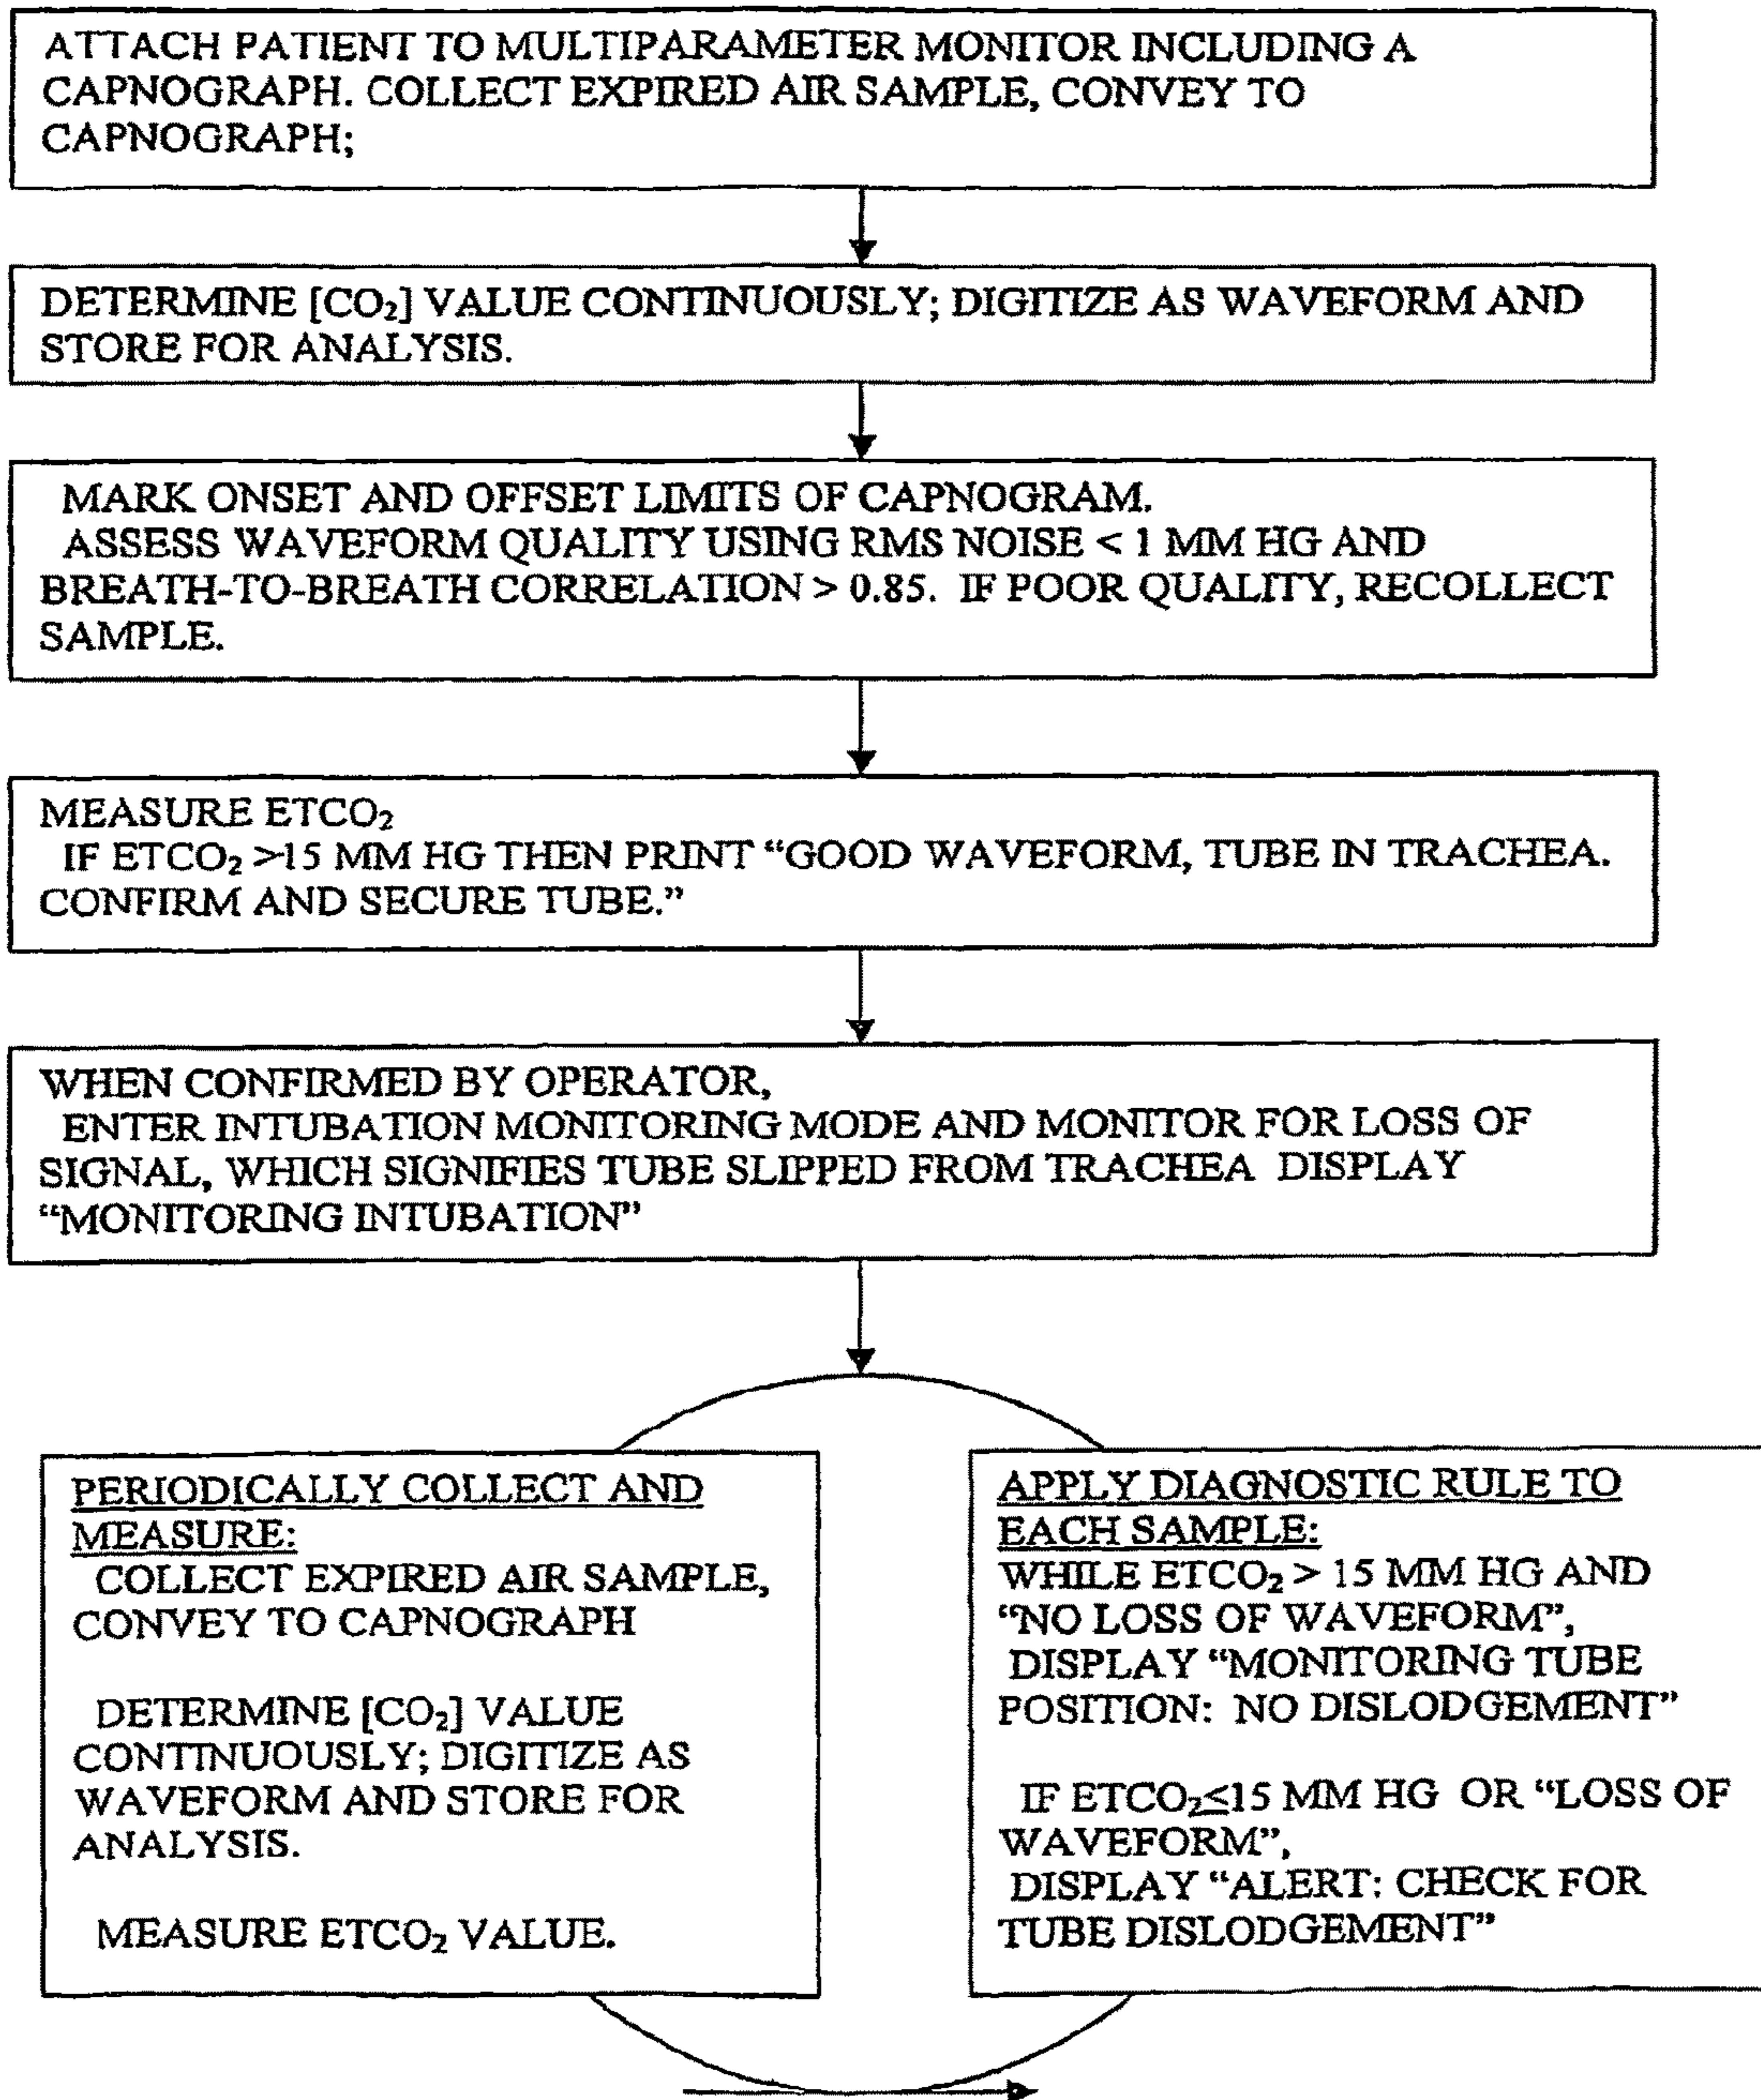 ATTACH PATIENT TO MULTIPARAMETER MONITOR INCLUDING A
CAPNOGRAPH. COLLECT EXPIRED AIR SAMPLE, CONVEY TO
CAPNOGRAPH;
DETERMINE [CO₂] VALUE CONTINUOUSLY; DIGITIZE AS WAVEFORM AND
STORE FOR ANALYSIS.
MARK ONSET AND OFFSET LIMITS OF CAPNOGRAM.
ASSESS WAVEFORM QUALITY USING RMS NOISE < 1 MM HG AND
BREATH-TO-BREATH CORRELATION > 0.85. IF POOR QUALITY, RECOLLECT
SAMPLE.
MEASURE ETCO₂
IF ETCO₂ >15 MM HG THEN PRINT “GOOD WAVEFORM, TUBE IN TRACHEA.
CONFIRM AND SECURE TUBE.”
WHEN CONFIRMED BY OPERATOR,
ENTER INTUBATION MONITORING MODE AND MONITOR FOR LOSS OF
SIGNAL, WHICH SIGNIFIES TUBE SLIPPED FROM TRACHEA DISPLAY
“MONITORING INTUBATION”
PERIODICALLY COLLECT AND
MEASURE:
COLLECT EXPIRED AIR SAMPLE,
CONVEY TO CAPNOGRAPH
DETERMINE [CO₂] VALUE
CONTINUOUSLY; DIGITIZE AS
WAVEFORM AND STORE FOR
ANALYSIS.
MEASURE ETCO₂ VALUE.
APPLY DIAGNOSTIC RULE TO
EACH SAMPLE:
WHILE ETCO₂ > 15 MM HG AND
“NO LOSS OF WAVEFORM”,
DISPLAY “MONITORING TUBE
POSITION: NO DISLODGEMENT”
IF ETCO₂≤15 MM HG OR “LOSS OF
WAVEFORM”,
DISPLAY “ALERT: CHECK FOR
TUBE DISLODGEMENT”